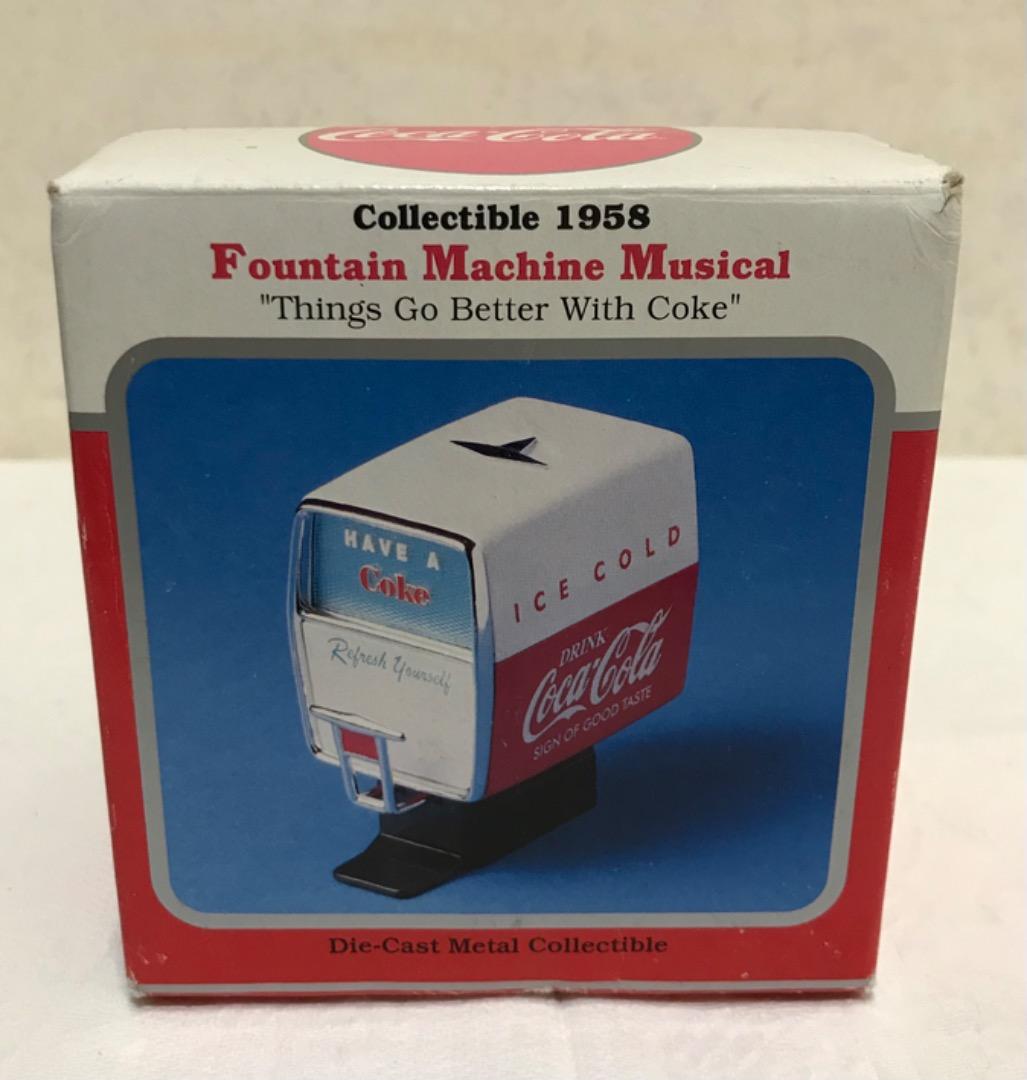 Coca-Cola
Collectible 1958
Fountain Machine Musical
"Things Go Better With Coke"
HAVE A
Coke
Refresh Yourself
ICE COLD
DRINK
Coca-Cola
SIGN OF GOOD TASTE
Die-Cast Metal Collectible